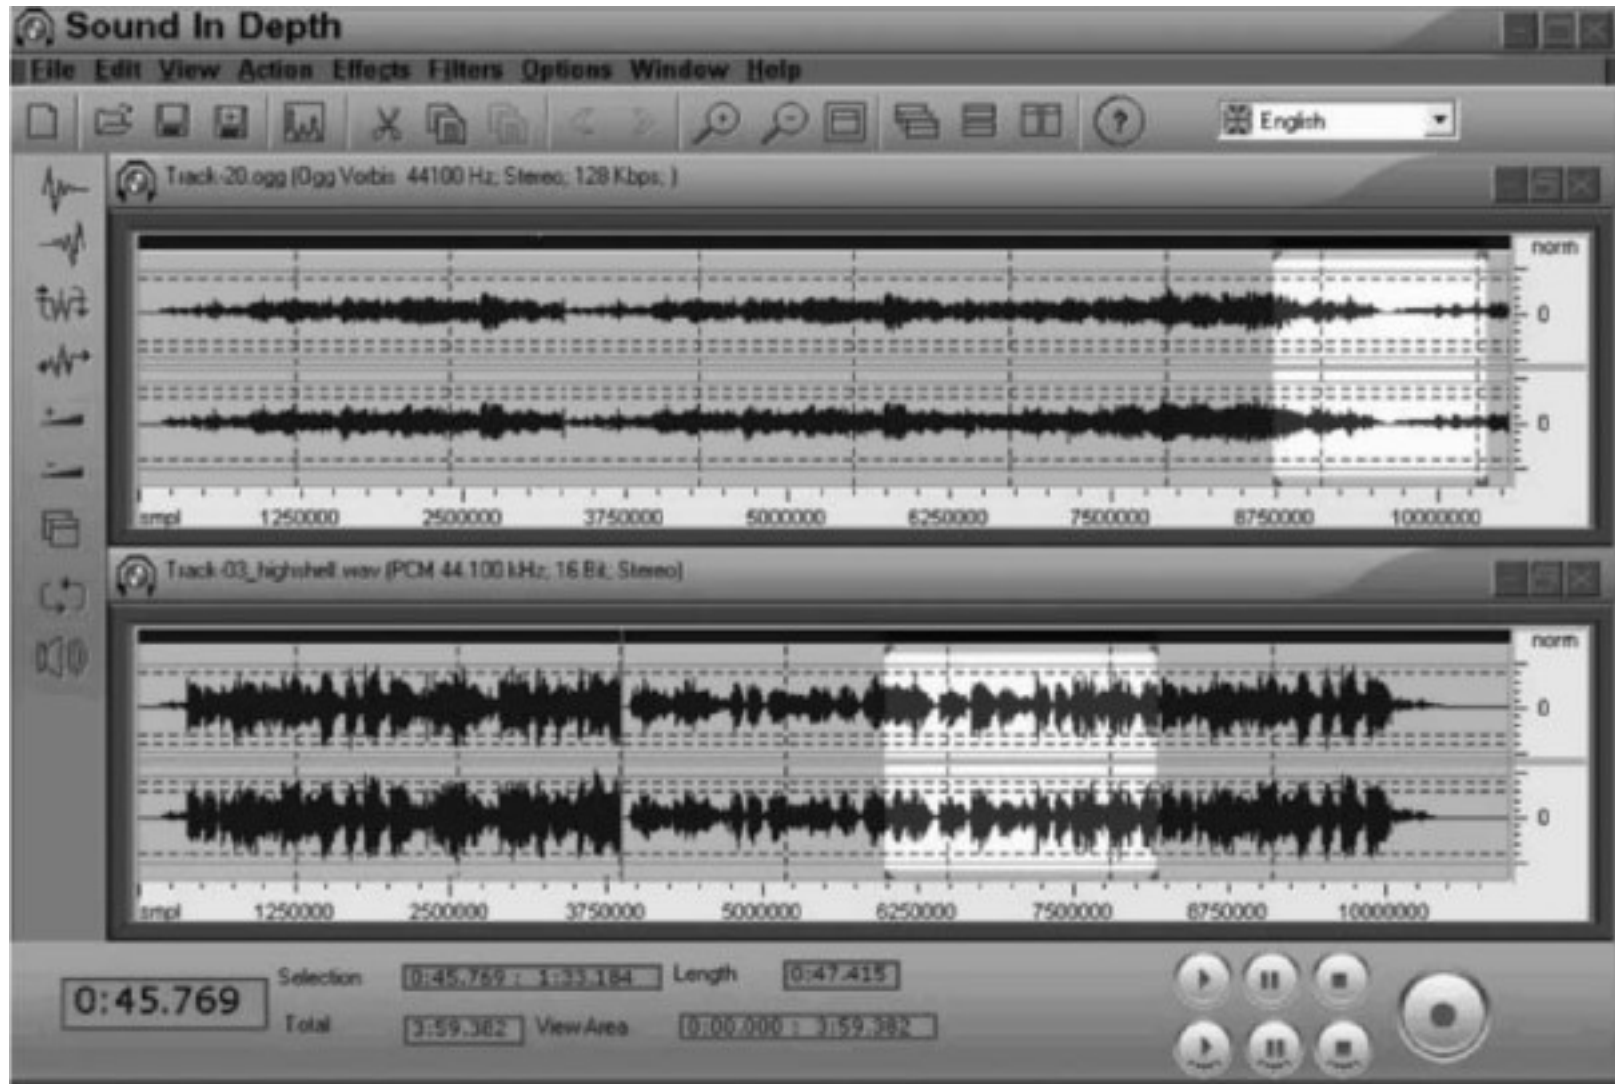 Sound In Depth
File Edit View Action Effects Filters Options Window Help
? English
Track-20.ogg (Ogg Vorbis 44100 Hz; Stereo; 128 Kbps; )
norm
0
0
smpl 1250000 2500000 3750000 5000000 6250000 7500000 8750000 10000000
Track-03_highshell.wav (PCM 44.100 kHz; 16 Bit; Stereo)
norm
0
0
smpl 1250000 2500000 3750000 5000000 6250000 7500000 8750000 10000000
0:45.769
Selection 0:45.769 : 1:33.184 Length 0:47.415
Total 3:59.382 View Area 0:00.000 : 3:59.382